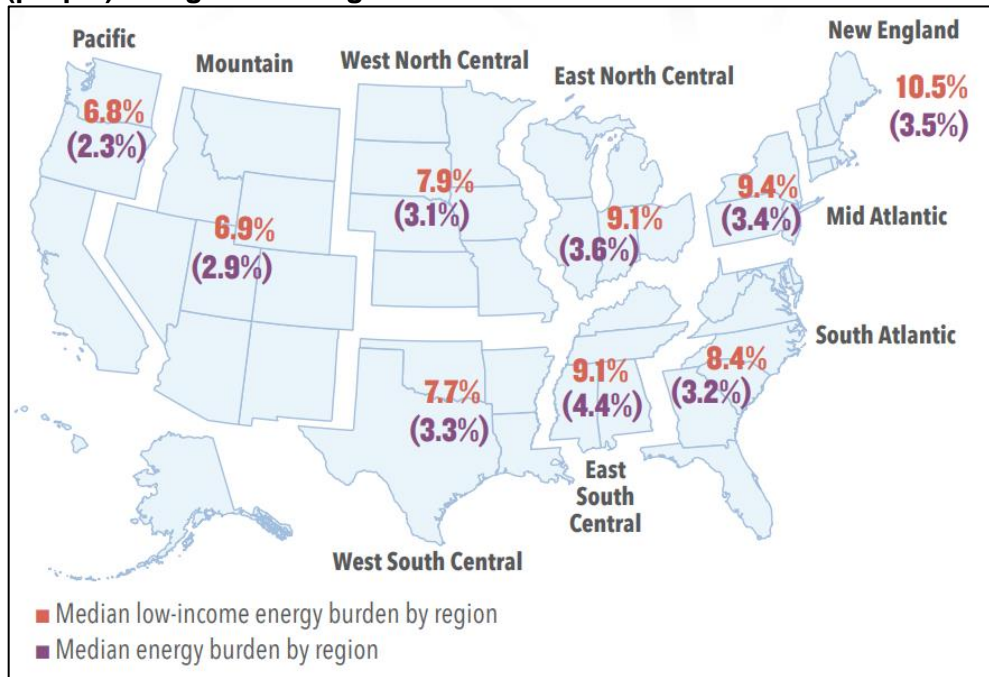 Pacific
6.8%
(2.3%)
Mountain
6.9%
(2.9%)
West North Central
7.9%
(3.1%)
East North Central
9.1%
(3.6%)
New England
10.5%
(3.5%)
9.4%
(3.4%)
Mid Atlantic
South Atlantic
8.4%
(3.2%)
9.1%
(4.4%)
East
South
Central
7.7%
(3.3%)
West South Central
Median low-income energy burden by region
Median energy burden by region